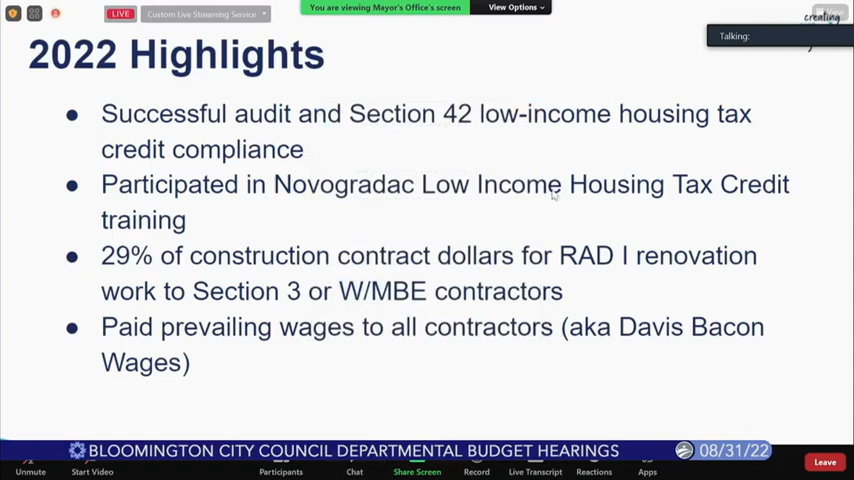 LIVE
Custom Live Streaming Service
You are viewing Mayor's Office's screen
View Options
View
creating
Talking:
2022 Highlights
● Successful audit and Section 42 low-income housing tax
credit compliance
● Participated in Novogradac Low Income Housing Tax Credit
training
● 29% of construction contract dollars for RAD I renovation
work to Section 3 or W/MBE contractors
● Paid prevailing wages to all contractors (aka Davis Bacon
Wages)
BLOOMINGTON CITY COUNCIL DEPARTMENTAL BUDGET HEARINGS
08/31/22
Unmute
Start Video
Participants
Chat
Share Screen
Record
Live Transcript
Reactions
Apps
Leave